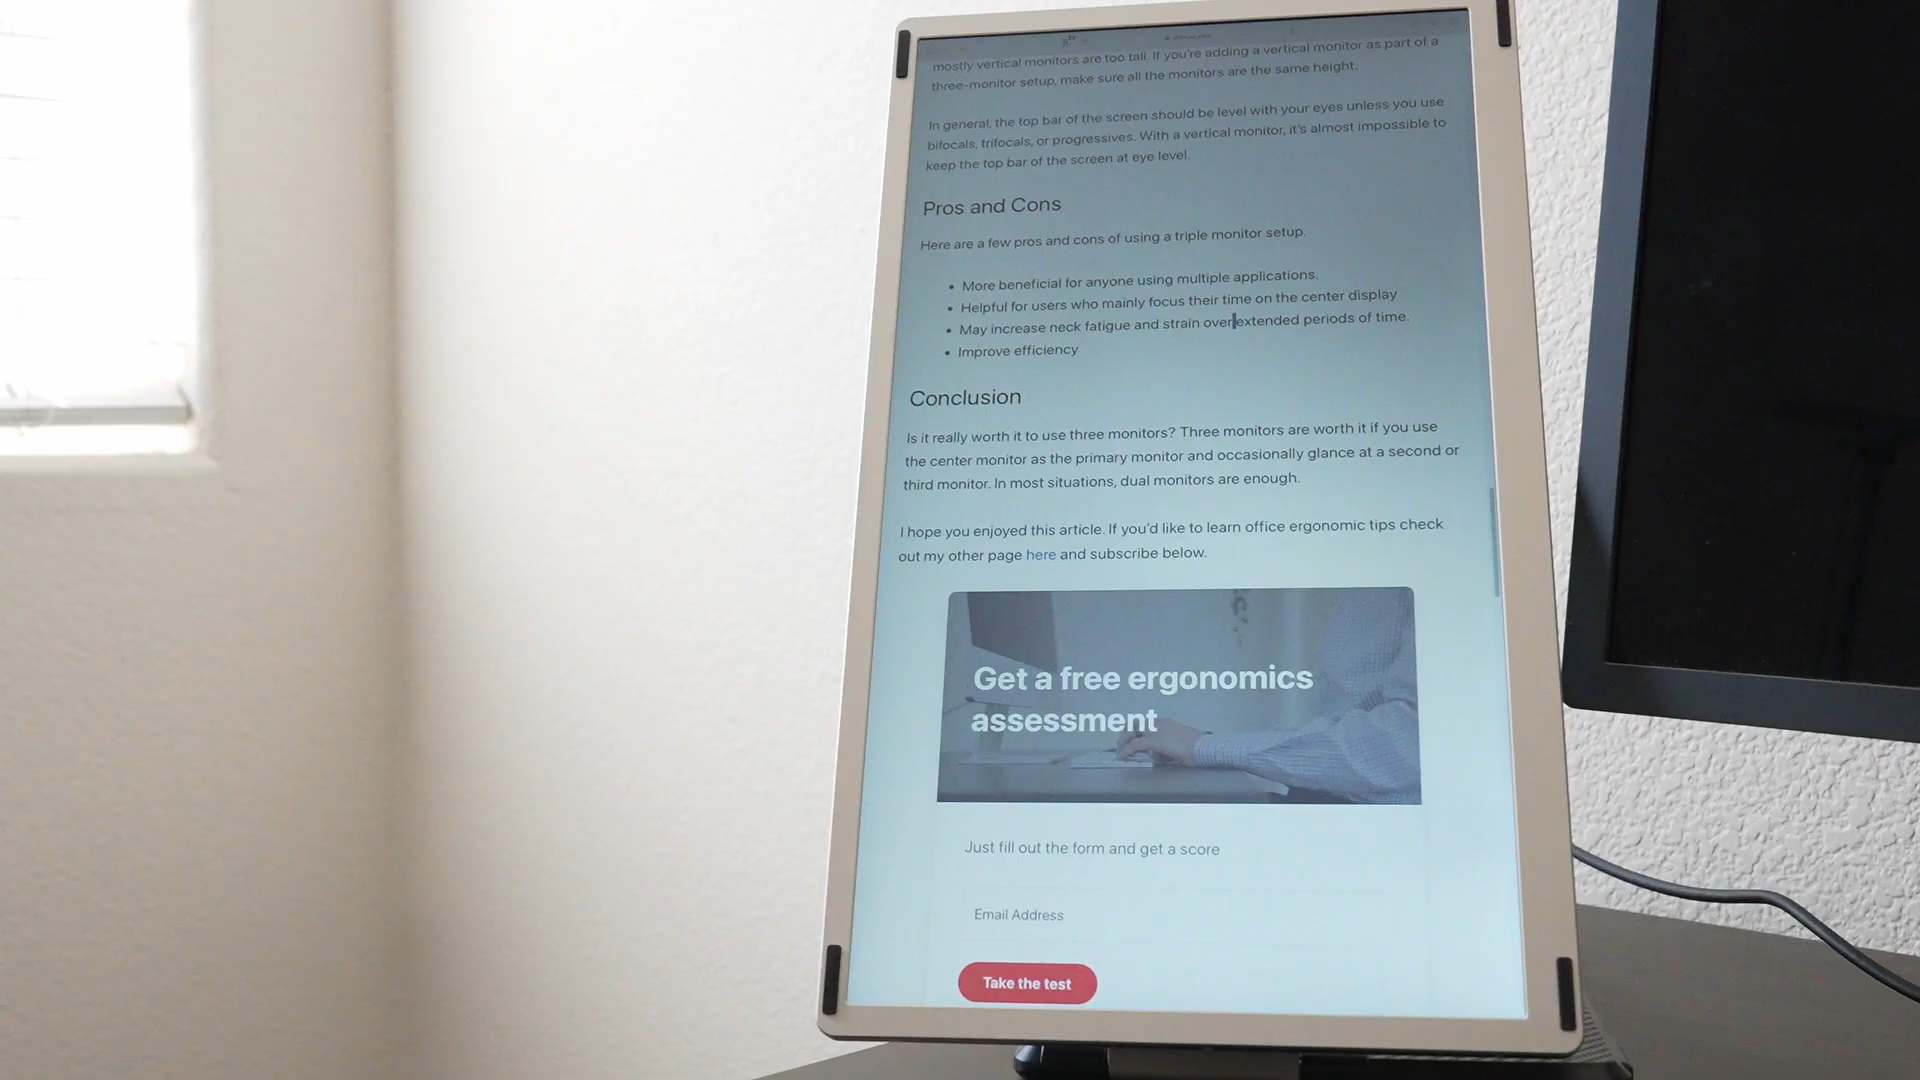 mostly vertical monitors are too tall. If you're adding a vertical monitor as part of a
three-monitor setup, make sure all the monitors are the same height.
In general, the top bar of the screen should be level with your eyes unless you use
bifocals, trifocals, or progressives. With a vertical monitor, it's almost impossible to
keep the top bar of the screen at eye level.
Pros and Cons
Here are a few pros and cons of using a triple monitor setup.
• More beneficial for anyone using multiple applications.
• Helpful for users who mainly focus their time on the center display
• May increase neck fatigue and strain over extended periods of time.
• Improve efficiency
Conclusion
Is it really worth it to use three monitors? Three monitors are worth it if you use
the center monitor as the primary monitor and occasionally glance at a second or
third monitor. In most situations, dual monitors are enough.
I hope you enjoyed this article. If you'd like to learn office ergonomic tips check
out my other page here and subscribe below.
Get a free ergonomics
assessment
Just fill out the form and get a score
Email Address
Take the test